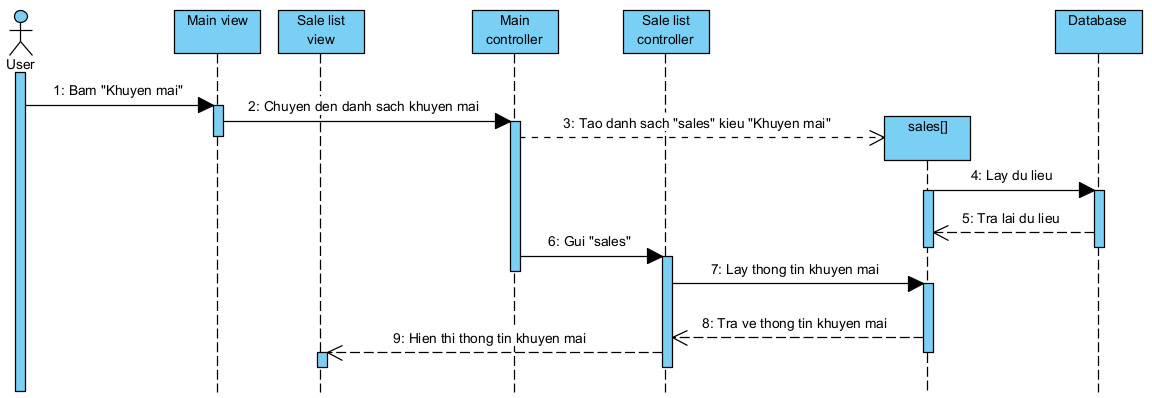 User
Main view
Sale list
view
Main
controller
Sale list
controller
Database
1: Bam "Khuyen mai"
2: Chuyen den danh sach khuyen mai
3: Tao danh sach "sales" kieu "Khuyen mai"
sales[]
4: Lay du lieu
5: Tra lai du lieu
6: Gui "sales"
7: Lay thong tin khuyen mai
8: Tra ve thong tin khuyen mai
9: Hien thi thong tin khuyen mai